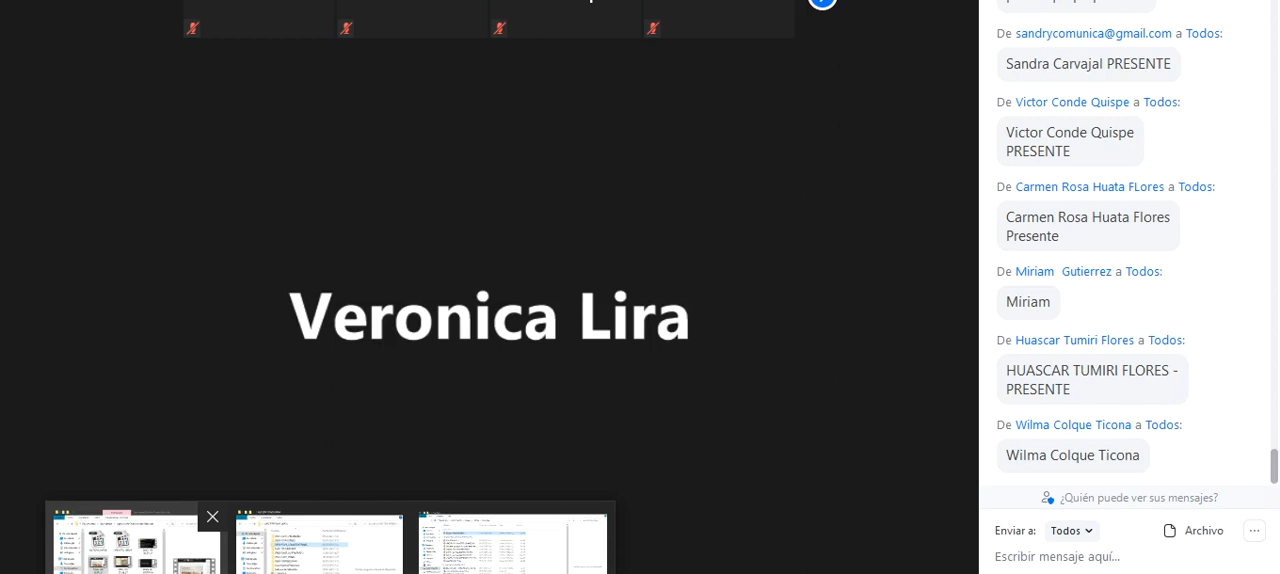 Veronica Lira
De sandrycomunica@gmail.com a Todos:
Sandra Carvajal PRESENTE
De Victor Conde Quispe a Todos:
Victor Conde Quispe
PRESENTE
De Carmen Rosa Huata FLores a Todos:
Carmen Rosa Huata Flores
Presente
De Miriam Gutierrez a Todos:
Miriam
De Huascar Tumiri Flores a Todos:
HUASCAR TUMIRI FLORES -
PRESENTE
De Wilma Colque Ticona a Todos:
Wilma Colque Ticona
¿Quién puede ver sus mensajes?
Enviar a: Todos Archivo
Escribir mensaje aquí...